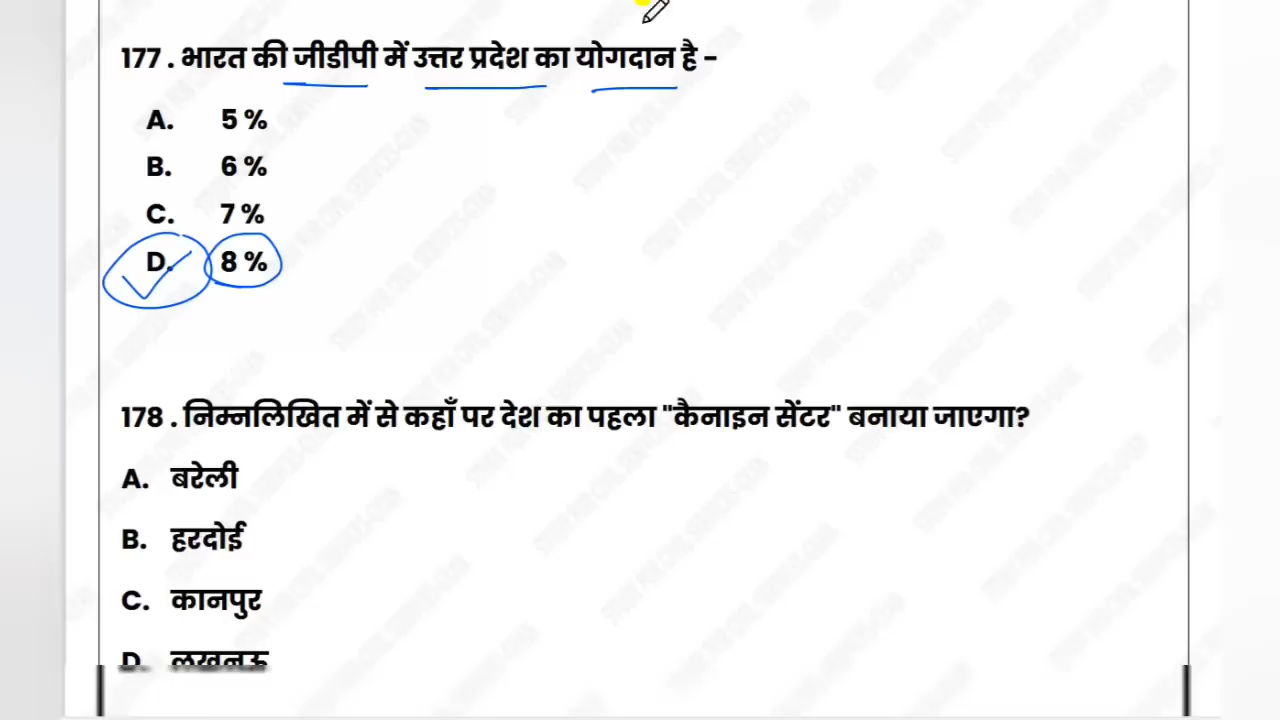 177 . भारत की जीडीपी में उत्तर प्रदेश का योगदान है -
A. 5 %
B. 6 %
C. 7 %
D. 8 %
178 . निम्नलिखित में से कहाँ पर देश का पहला "कैनाइन सेंटर" बनाया जाएगा?
A. बरेली
B. हरदोई
C. कानपुर
D. लखनऊ